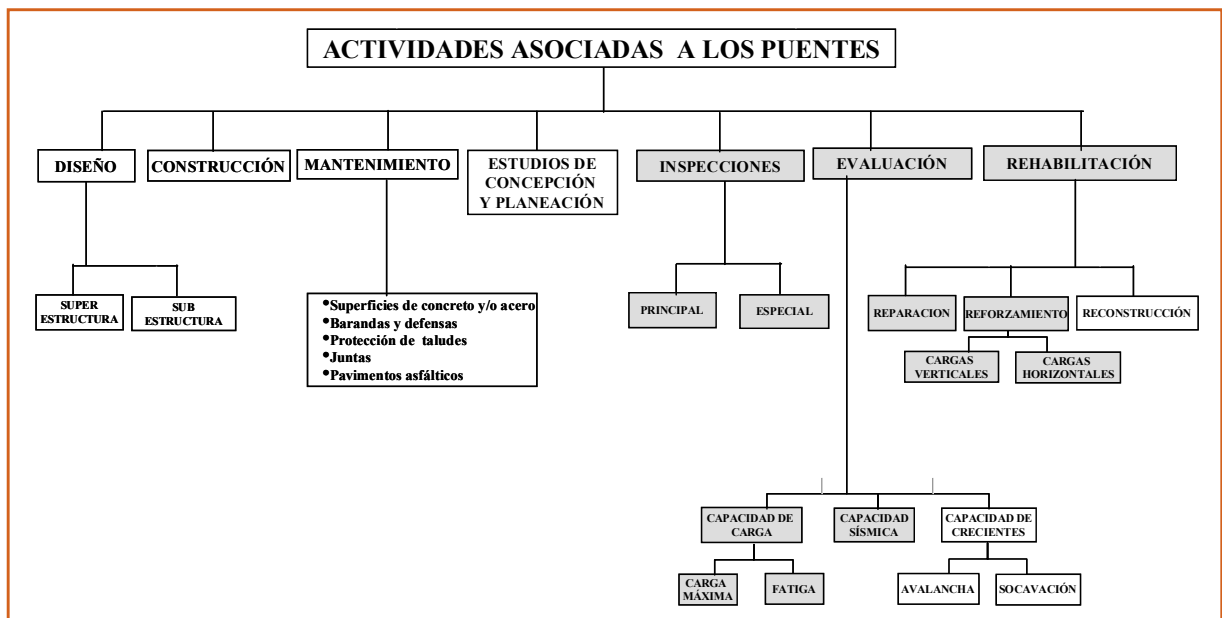 ACTIVIDADES ASOCIADAS A LOS PUENTES
DISEÑO
CONSTRUCCIÓN
MANTENIMIENTO
ESTUDIOS DE
CONCEPCIÓN
Y PLANEACIÓN
INSPECCIONES
EVALUACIÓN
REHABILITACIÓN
SUPER
ESTRUCTURA
SUB
ESTRUCTURA
•Superficies de concreto y/o acero
•Barandas y defensas
•Protección de taludes
•Juntas
•Pavimentos asfálticos
PRINCIPAL
ESPECIAL
REPARACION
REFORZAMIENTO
RECONSTRUCCIÓN
CARGAS
VERTICALES
CARGAS
HORIZONTALES
CAPACIDAD DE
CARGA
CAPACIDAD
SÍSMICA
CAPACIDAD DE
CRECIENTES
CARGA
MÁXIMA
FATIGA
AVALANCHA
SOCAVACIÓN